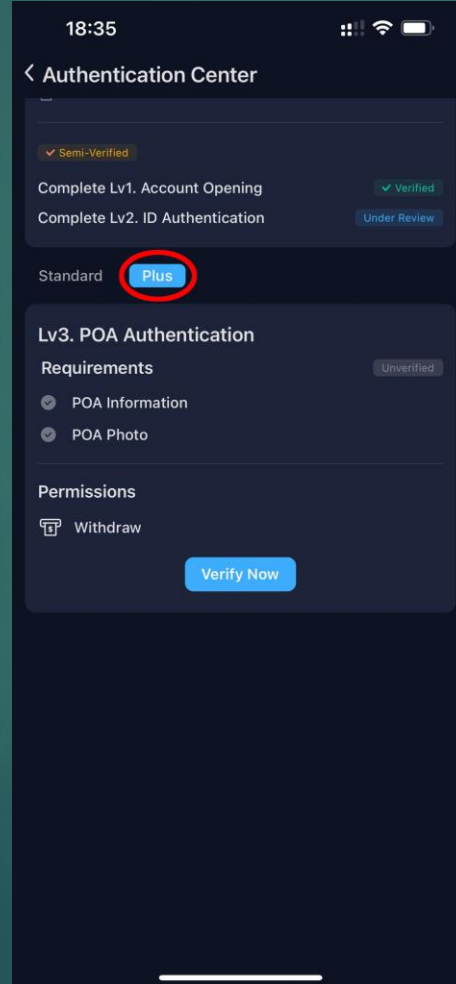 18:35
Authentication Center
Semi-Verified
Complete Lv1. Account Opening Verified
Complete Lv2. ID Authentication Under Review
Standard Plus
Lv3. POA Authentication
Requirements Unverified
POA Information
POA Photo
Permissions
Withdraw
Verify Now